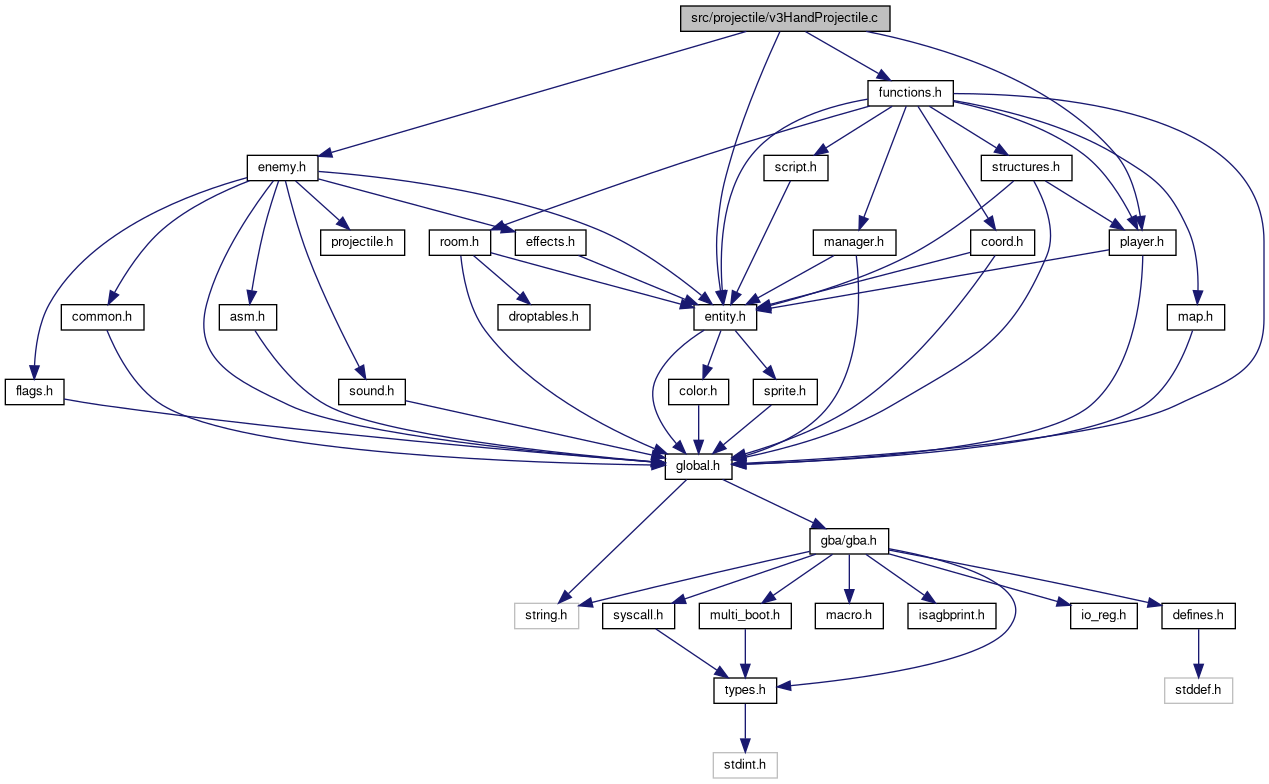 src/projectile/v3HandProjectile.c
functions.h
enemy.h
script.h
structures.h
projectile.h
room.h
effects.h
manager.h
coord.h
player.h
common.h
asm.h
droptables.h
entity.h
map.h
flags.h
sound.h
color.h
sprite.h
global.h
gba/gba.h
string.h
syscall.h
multi_boot.h
macro.h
isagbprint.h
io_reg.h
defines.h
types.h
stddef.h
stdint.h